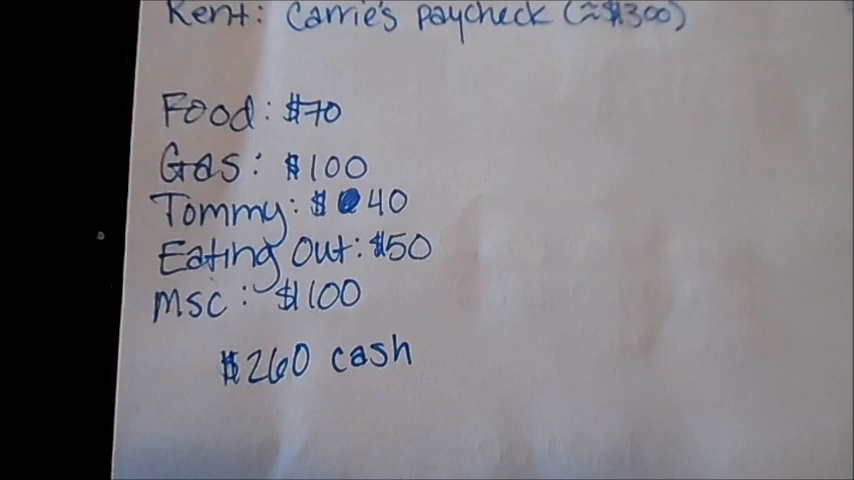 Rent: Carrie's paycheck (≈$300)
Food: $70
Gas: $100
Tommy: $ 40
Eating Out: $50
Msc: $100
$260 cash